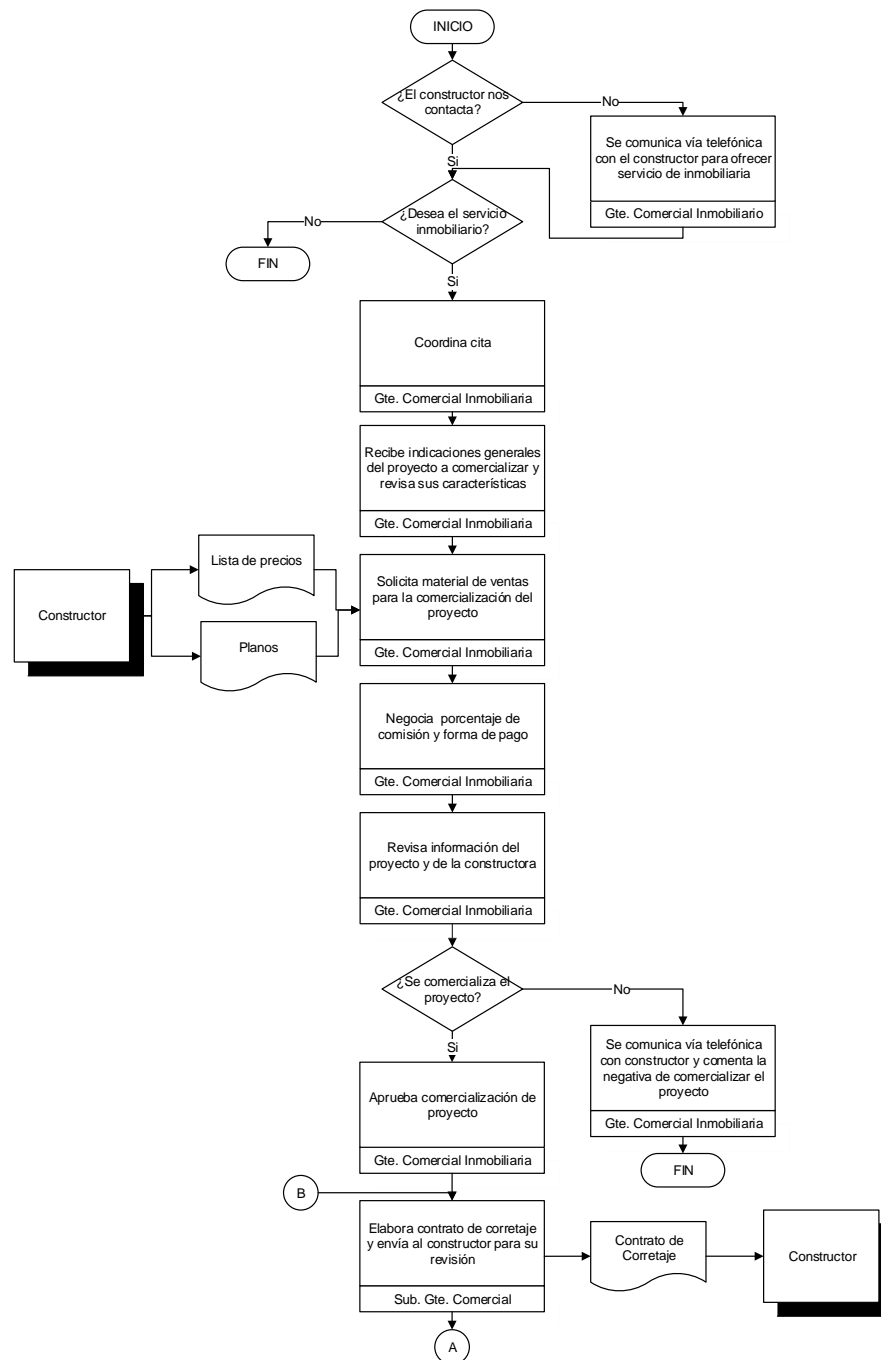 INICIO
¿El constructor nos
contacta?
No
Se comunica vía telefónica
con el constructor para ofrecer
servicio de inmobiliaria
Gte. Comercial Inmobiliario
Si
¿Desea el servicio
inmobiliario?
No
FIN
Si
Coordina cita
Gte. Comercial Inmobiliaria
Recibe indicaciones generales
del proyecto a comercializar y
revisa sus características
Gte. Comercial Inmobiliaria
Constructor
Lista de precios
Planos
Solicita material de ventas
para la comercialización del
proyecto
Gte. Comercial Inmobiliaria
Negocia porcentaje de
comisión y forma de pago
Gte. Comercial Inmobiliaria
Revisa información del
proyecto y de la constructora
Gte. Comercial Inmobiliaria
¿Se comercializa el
proyecto?
No
Se comunica vía telefónica
con constructor y comenta la
negativa de comercializar el
proyecto
Gte. Comercial Inmobiliaria
FIN
Si
Aprueba comercialización de
proyecto
Gte. Comercial Inmobiliaria
B
Elabora contrato de corretaje
y envía al constructor para su
revisión
Sub. Gte. Comercial
Contrato de
Corretaje
Constructor
A